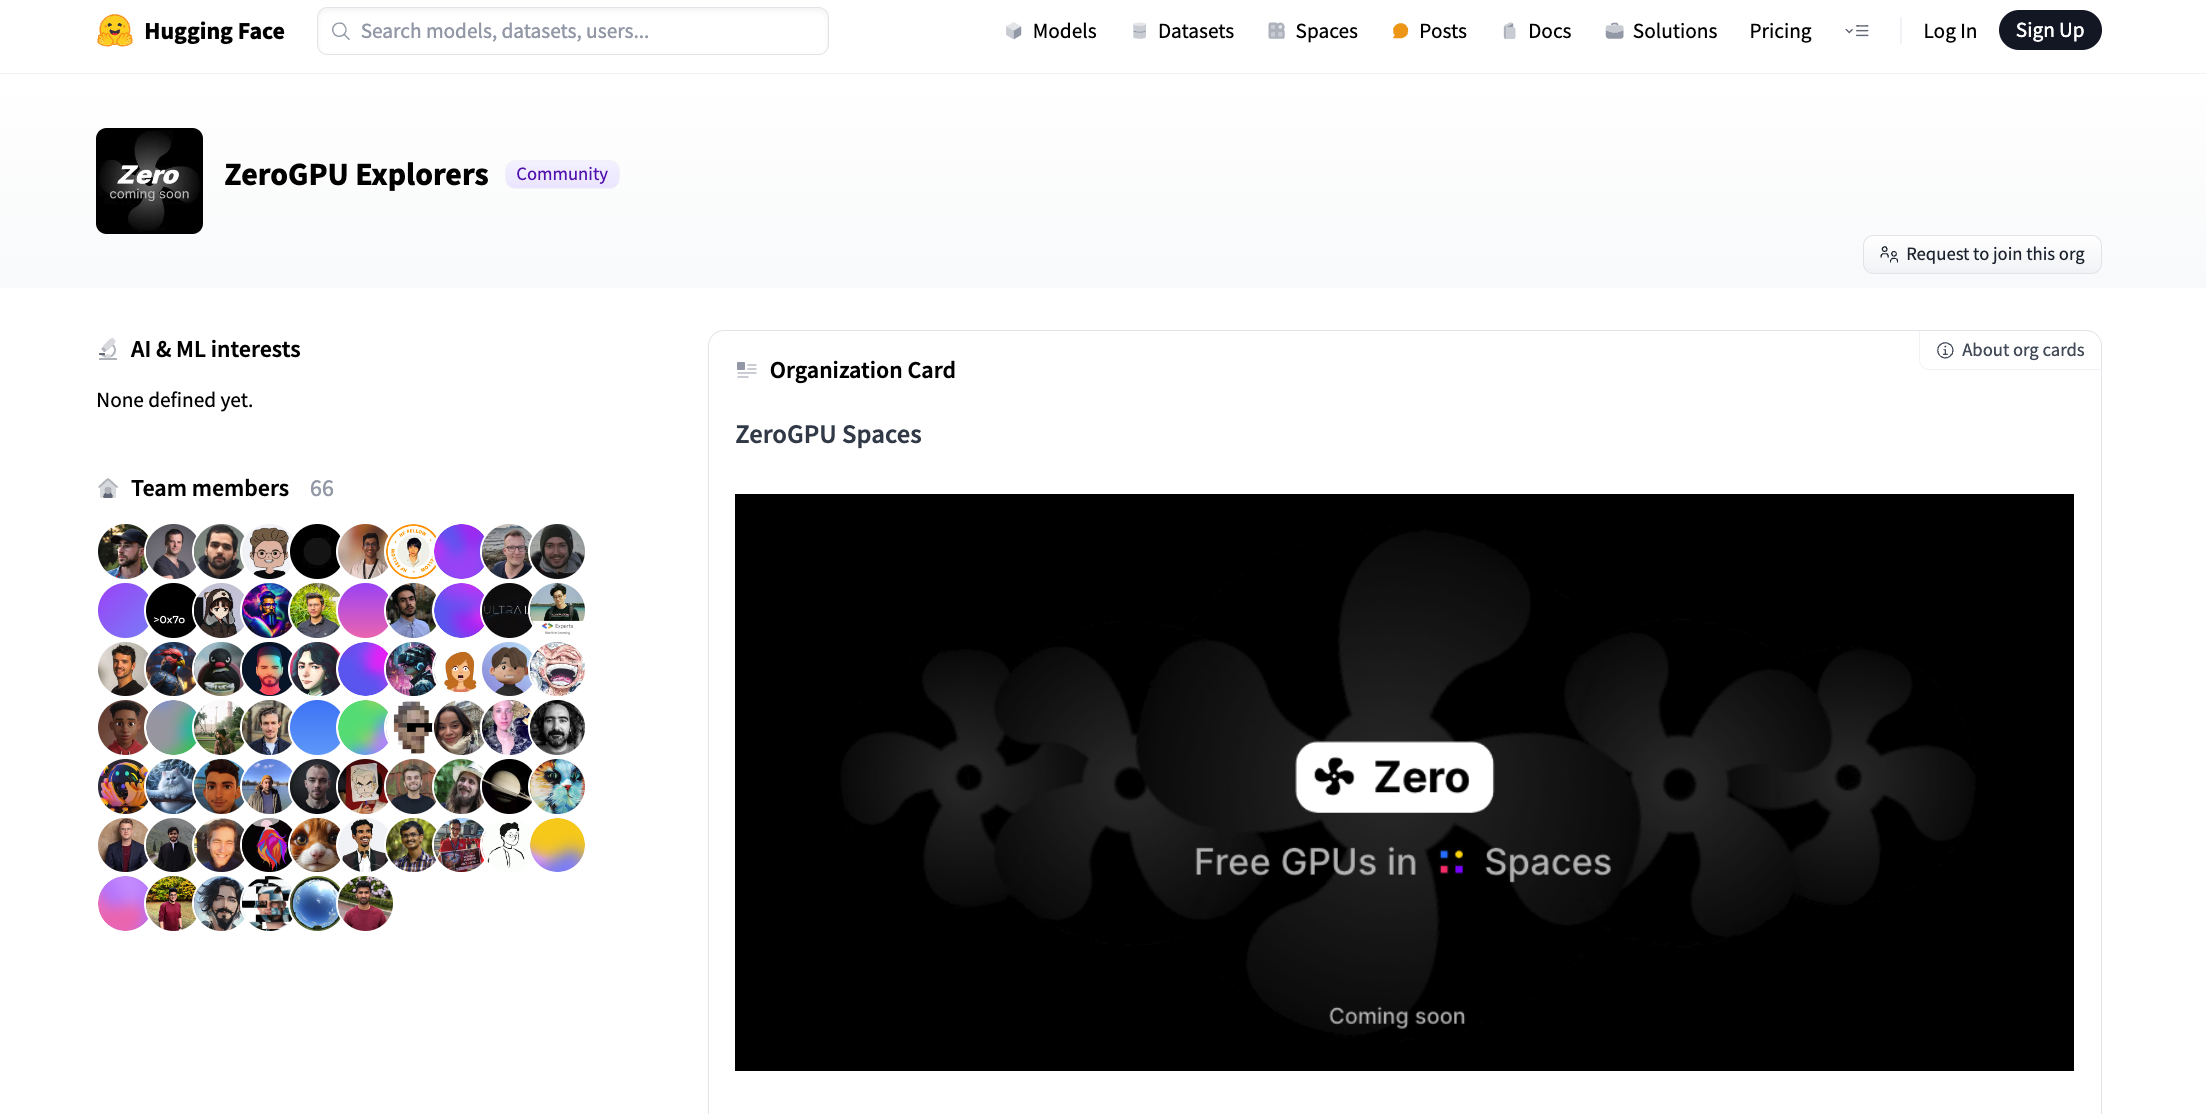 Hugging Face
Search models, datasets, users...
Models
Datasets
Spaces
Posts
Docs
Solutions
Pricing
Log In
Sign Up
Zero
coming soon
ZeroGPU Explorers
Community
Request to join this org
AI & ML interests
None defined yet.
Team members 66
>0x7o
ULTRA
Experts
Organization Card
About org cards
ZeroGPU Spaces
Zero
Free GPUs in Spaces
Coming soon